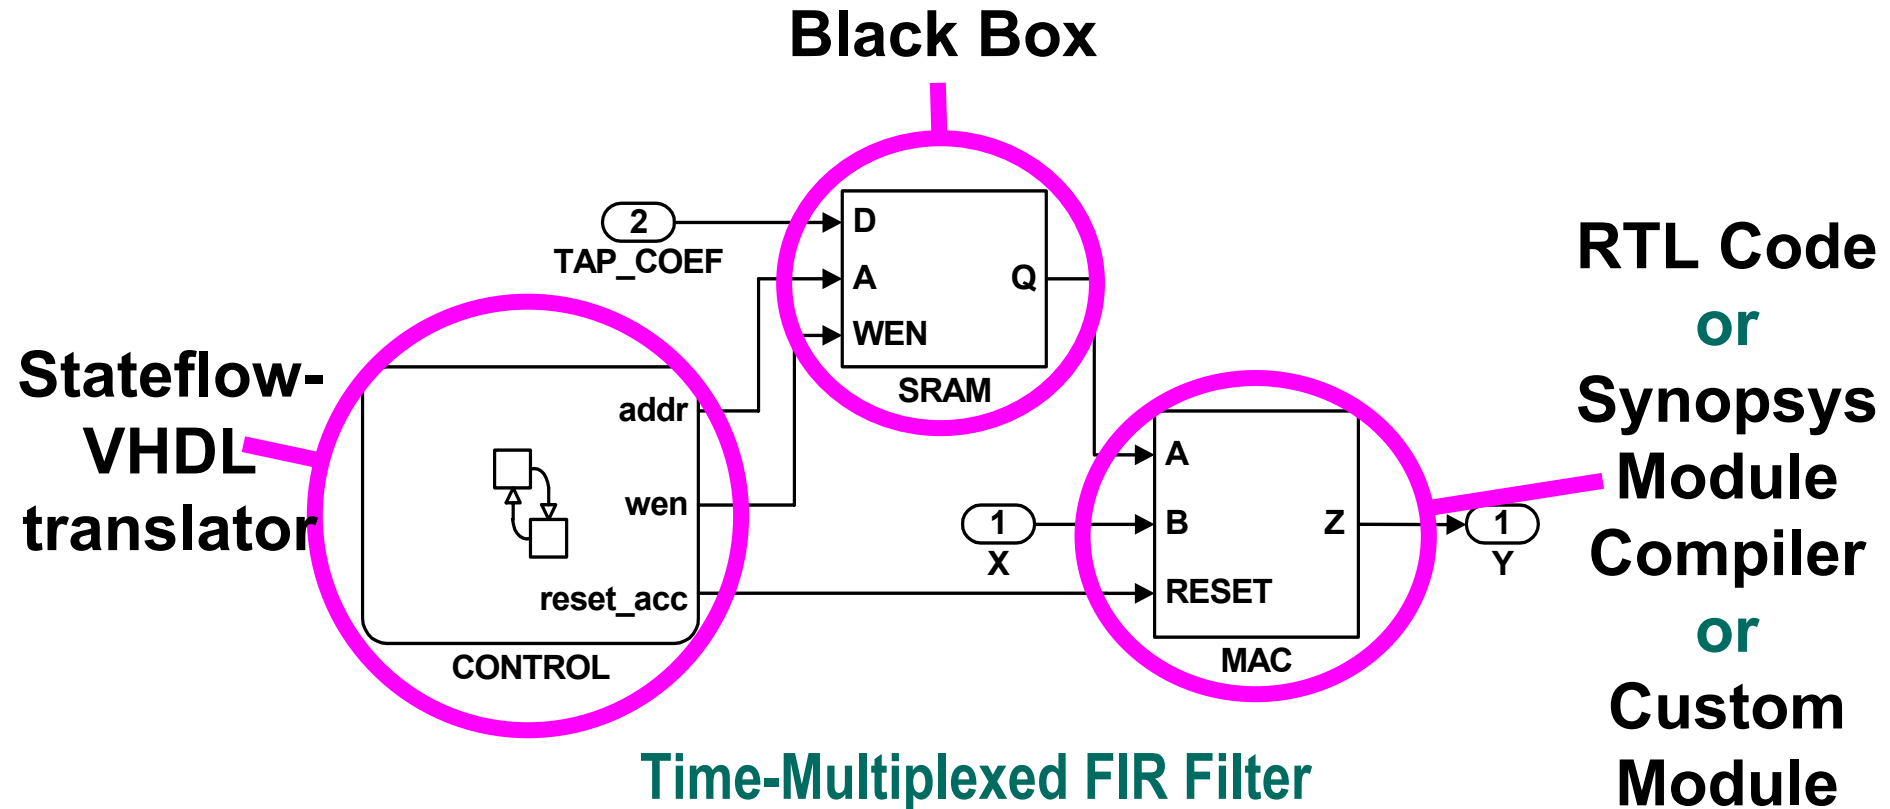 Black Box
2
TAP_COEF
D
A
WEN
Q
SRAM
Stateflow-
VHDL
translator
addr
wen
reset_acc
CONTROL
1
X
A
B
RESET
Z
MAC
1
Y
RTL Code
or
Synopsys
Module
Compiler
or
Custom
Module
Time-Multiplexed FIR Filter